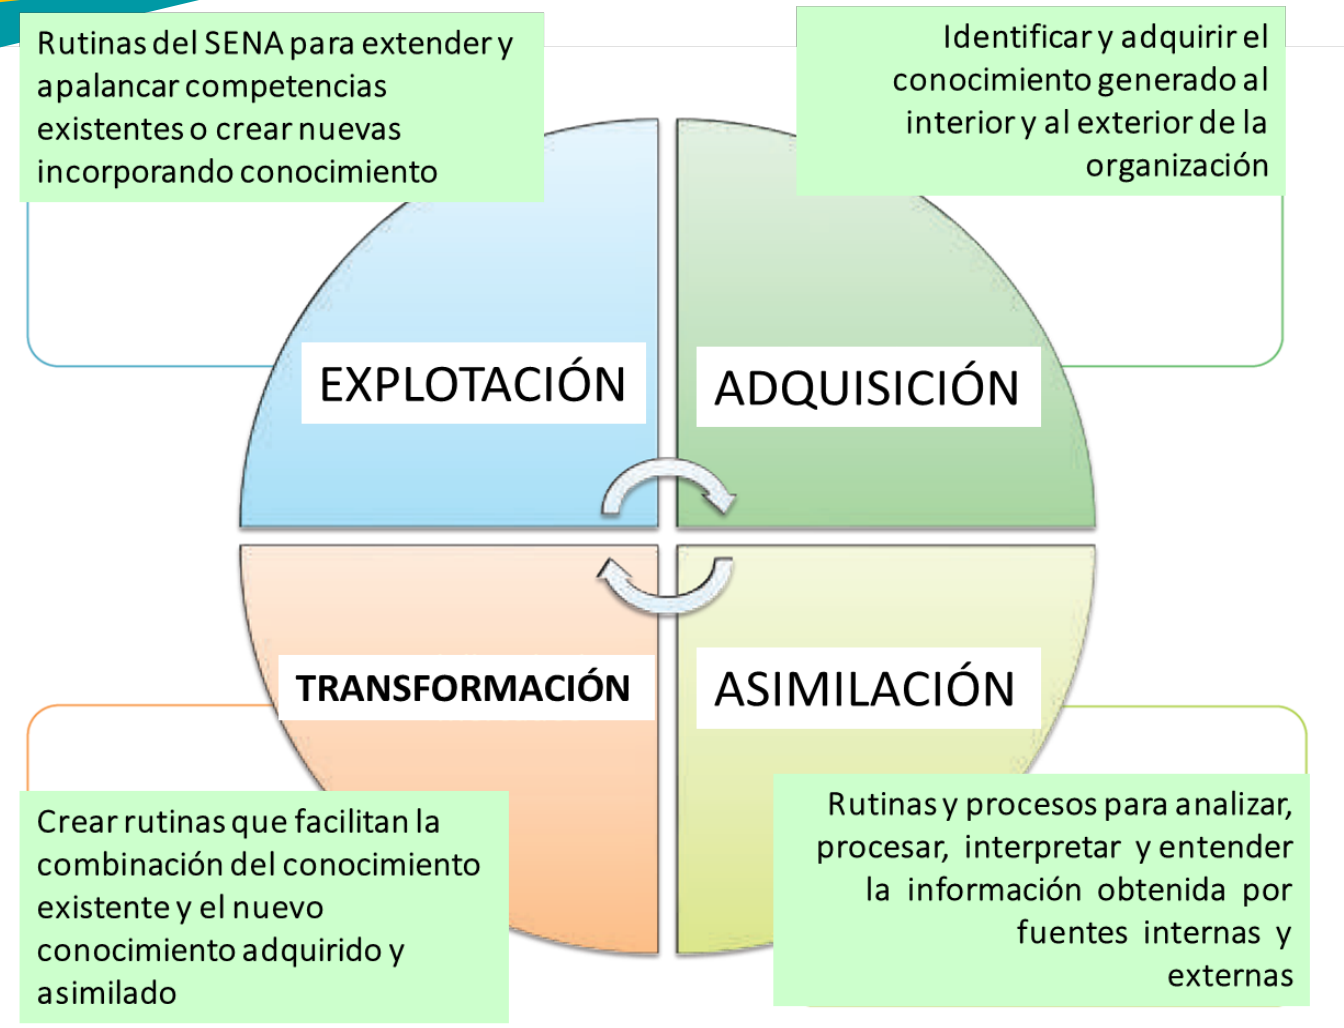 Rutinas del SENA para extender y
apalancar competencias
existentes o crear nuevas
incorporando conocimiento
Identificar y adquirir el
conocimiento generado al
interior y al exterior de la
organización
EXPLOTACIÓN
ADQUISICIÓN
TRANSFORMACIÓN
ASIMILACIÓN
Crear rutinas que facilitan la
combinación del conocimiento
existente y el nuevo
conocimiento adquirido y
asimilado
Rutinas y procesos para analizar,
procesar, interpretar y entender
la información obtenida por
fuentes internas y
externas